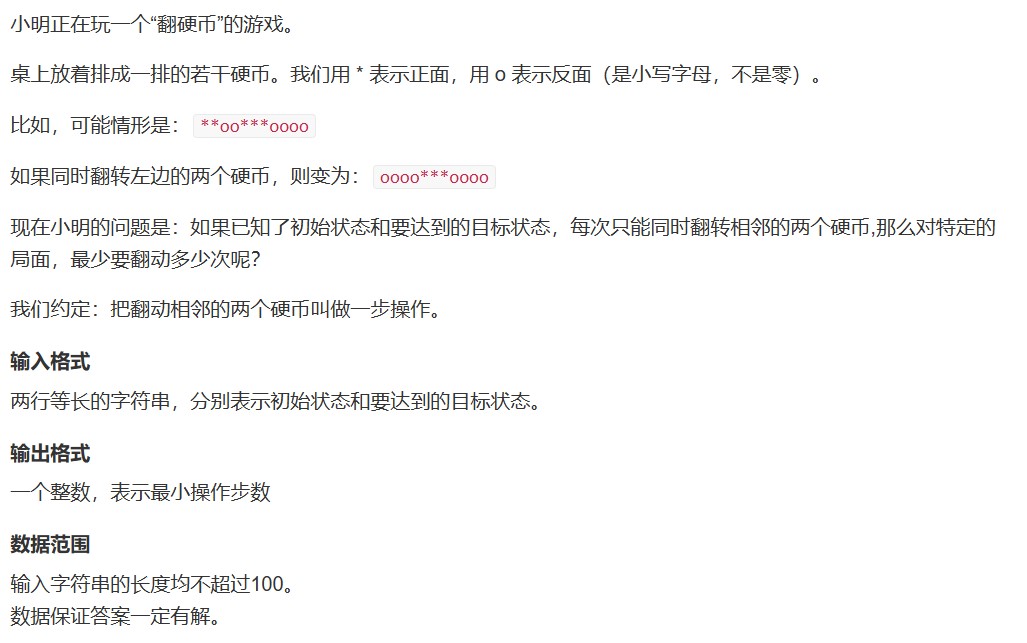 小明正在玩一个“翻硬币”的游戏。
桌上放着排成一排的若干硬币。我们用 * 表示正面，用 o 表示反面（是小写字母，不是零）。
比如，可能情形是： **oo***oooo
如果同时翻转左边的两个硬币，则变为： oooo***oooo
现在小明的问题是：如果已知了初始状态和要达到的目标状态，每次只能同时翻转相邻的两个硬币,那么对特定的
局面，最少要翻动多少次呢？
我们约定：把翻动相邻的两个硬币叫做一步操作。
输入格式
两行等长的字符串，分别表示初始状态和要达到的目标状态。
输出格式
一个整数，表示最小操作步数
数据范围
输入字符串的长度均不超过100。
数据保证答案一定有解。